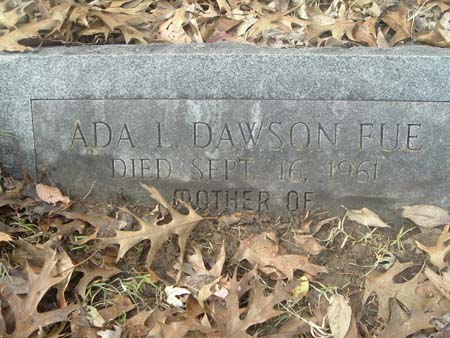 ADA L. DAWSON FUE
DIED SEPT. 16, 1961
MOTHER OF